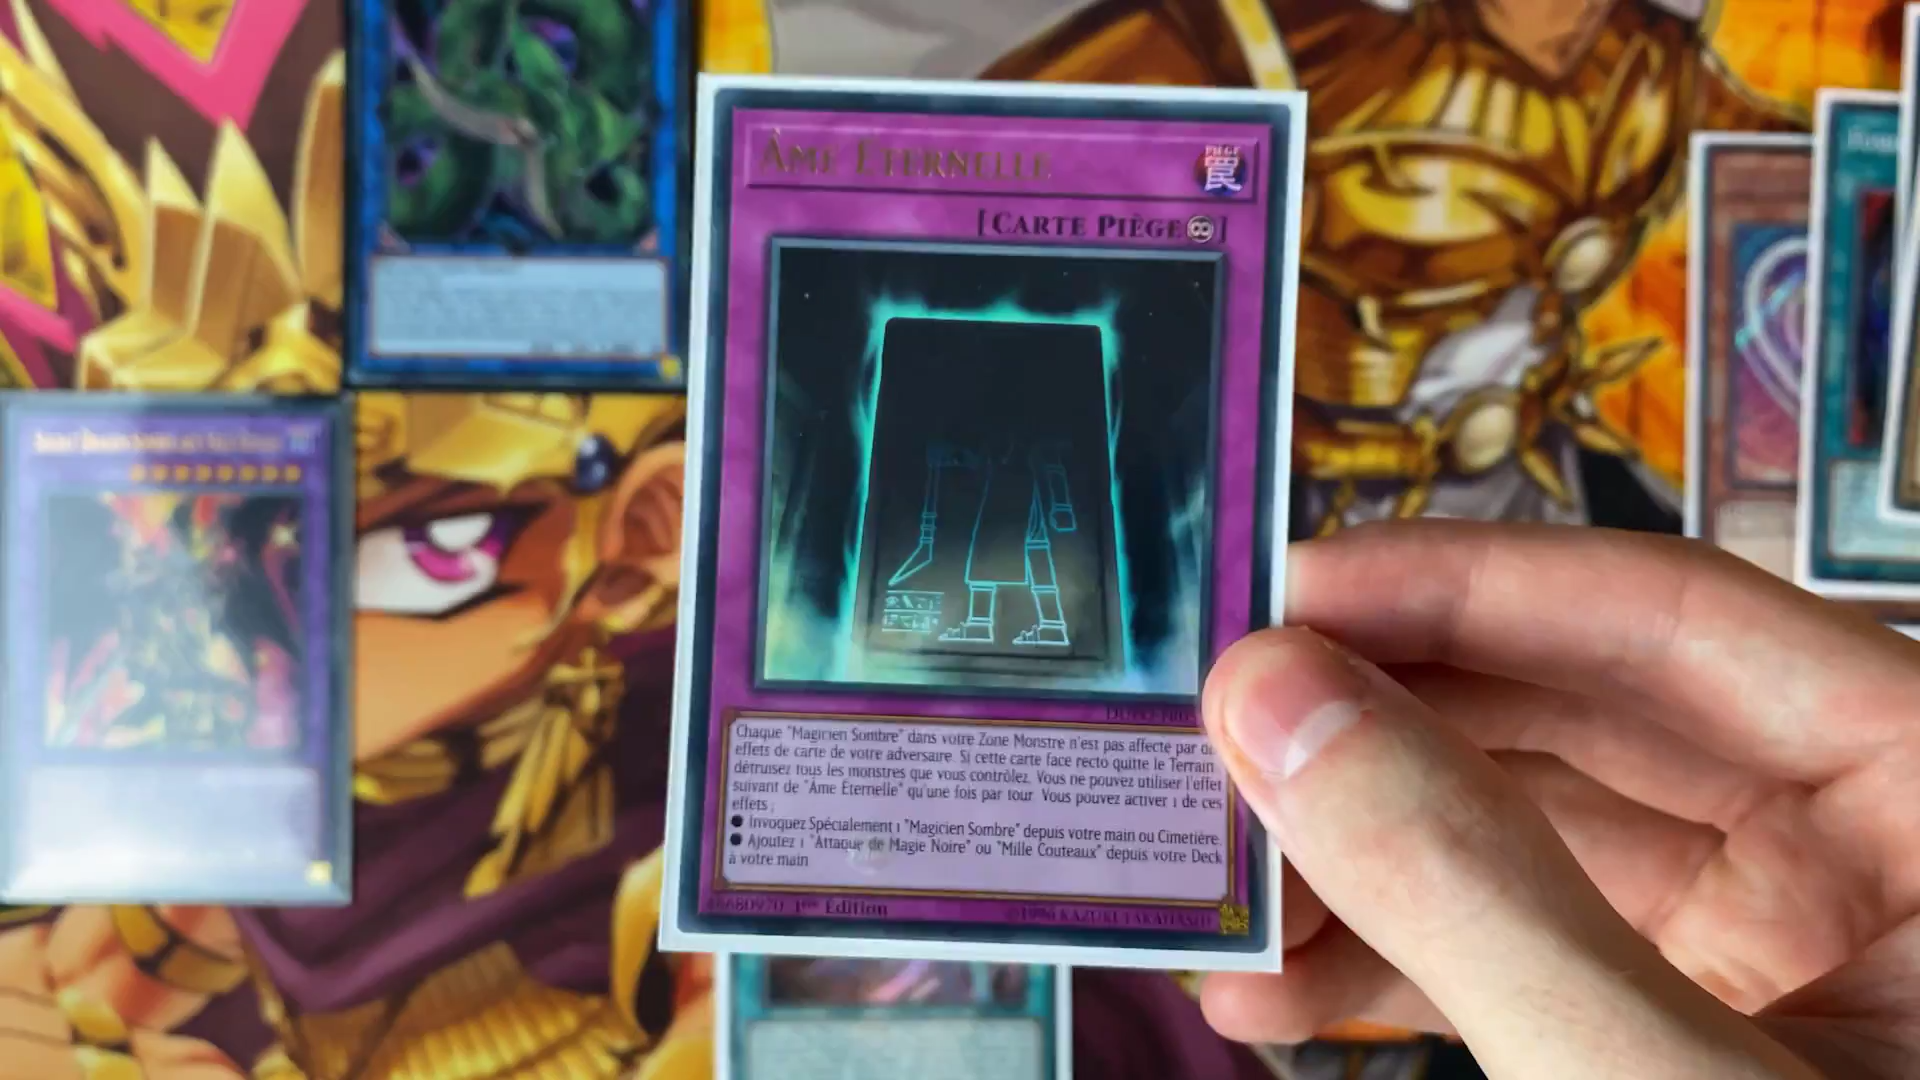 Âme Éternelle
PIÈGE
罠
[Carte Piège]
Chaque "Magicien Sombre" dans votre Zone Monstre n'est pas affecté par
effets de carte de votre adversaire. Si cette carte face recto quitte le Terrain,
détruisez tous les monstres que vous contrôlez. Vous ne pouvez utiliser l'effet
suivant de "Âme Éternelle" qu'une fois par tour. Vous pouvez activer 1 de ces
effets ;
● Invoquez Spécialement 1 "Magicien Sombre" depuis votre main ou Cimetière.
● Ajoutez 1 "Attaque de Magie Noire" ou "Mille Couteaux" depuis votre Deck
à votre main
1ère Édition
©1996 KAZUKI TAKAHASHI